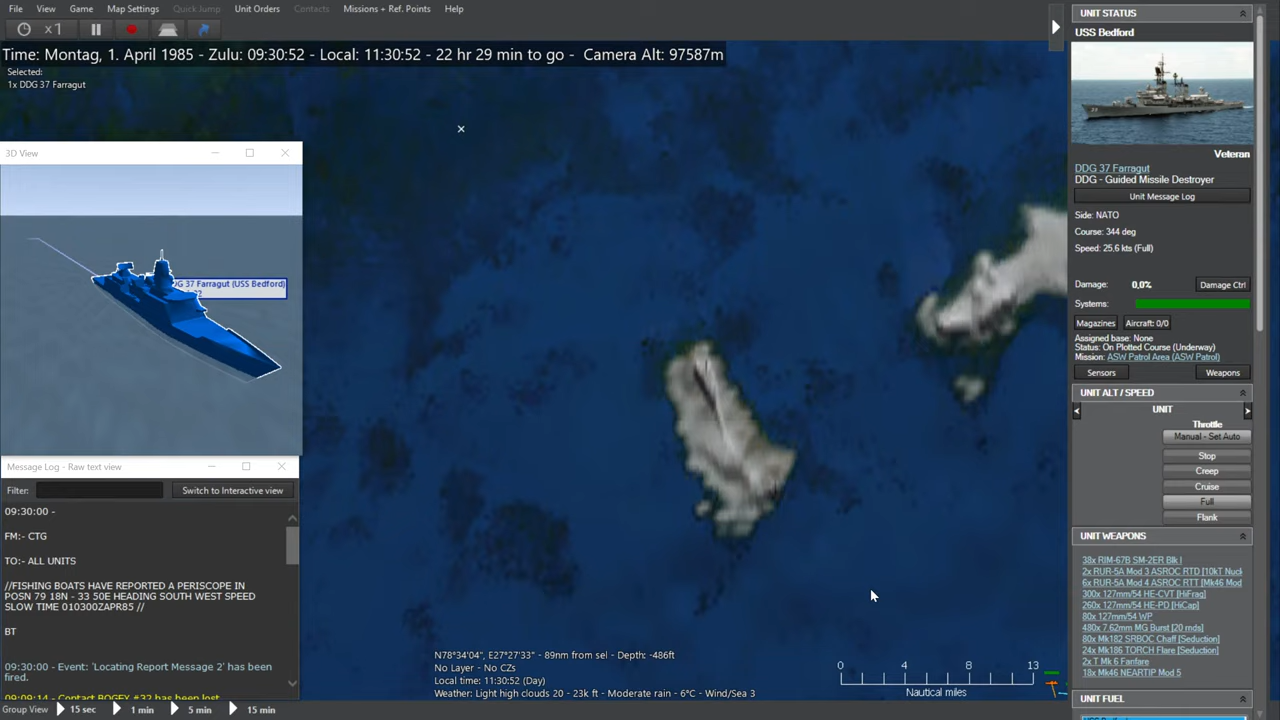 File View Game Map Settings Quick Jump Unit Orders Contacts Missions + Ref. Points Help
x1
Time: Montag, 1. April 1985 - Zulu: 09:30:52 - Local: 11:30:52 - 22 hr 29 min to go - Camera Alt: 97587m
Selected:
1x DDG 37 Farragut
3D View
DG 37 Farragut (USS Bedford)
Message Log - Raw text view
Filter:
Switch to Interactive view
09:30:00 -
FM:- CTG
TO:- ALL UNITS
//FISHING BOATS HAVE REPORTED A PERISCOPE IN
POSN 79 18N - 33 50E HEADING SOUTH WEST SPEED
SLOW TIME 010300ZAPR85 //
BT
09:30:00 - Event: 'Locating Report Message 2' has been
fired.
09:09:14 - Contact BOGEY #32 has been lost
Group View 15 sec 1 min 5 min 15 min
N78°34'04", E27°27'33" - 89nm from sel - Depth: -486ft
No Layer - No CZs
Local time: 11:30:52 (Day)
Weather: Light high clouds 20 - 23k ft - Moderate rain - 6°C - Wind/Sea 3
0 4 8 13
Nautical miles
UNIT STATUS
USS Bedford
Veteran
DDG 37 Farragut
DDG - Guided Missile Destroyer
Unit Message Log
Side: NATO
Course: 344 deg
Speed: 25,6 kts (Full)
Damage: 0,0% Damage Ctrl
Systems:
Magazines Aircraft: 0/0
Assigned base: None
Status: On Plotted Course (Underway)
Mission: ASW Patrol Area (ASW Patrol)
Sensors Weapons
UNIT ALT / SPEED
UNIT
Throttle
Manual - Set Auto
Stop
Creep
Cruise
Full
Flank
UNIT WEAPONS
38x RIM-67B SM-2ER Blk I
2x RUR-5A Mod 3 ASROC RTD [10kT Nuck
6x RUR-5A Mod 4 ASROC RTT [Mk46 Mod
300x 127mm/54 HE-CVT [HiFrag]
260x 127mm/54 HE-PD [HiCap]
80x 127mm/54 WP
480x 7.62mm MG Burst [20 rnds]
80x Mk182 SRBOC Chaff [Seduction]
24x Mk186 TORCH Flare [Seduction]
2x T Mk 6 Fanfare
18x Mk46 NEARTIP Mod 5
UNIT FUEL